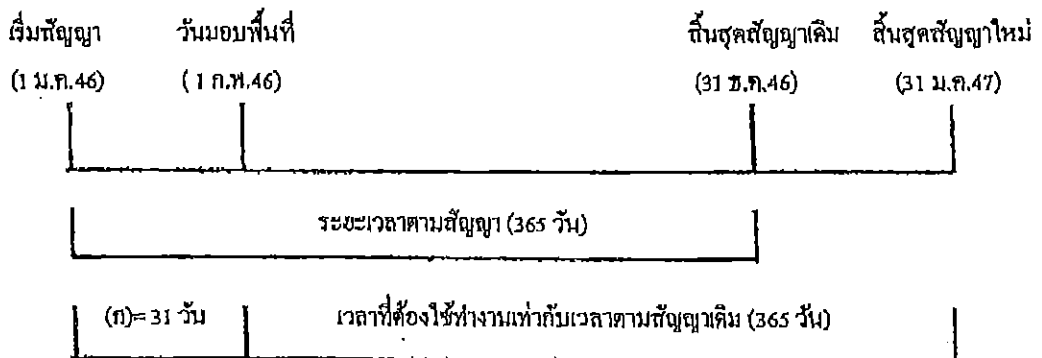 เริ่มสัญญา วันมอบพื้นที่ สิ้นสุดสัญญาเดิม สิ้นสุดสัญญาใหม่
(1 ม.ค.46) ( 1 ก.พ.46) (31 ธ.ค.46) (31 ม.ค.47)
ระยะเวลาตามสัญญา (365 วัน)
(ก)= 31 วัน เวลาที่ต้องใช้ทำงานเท่ากับเวลาตามสัญญาเดิม (365 วัน)